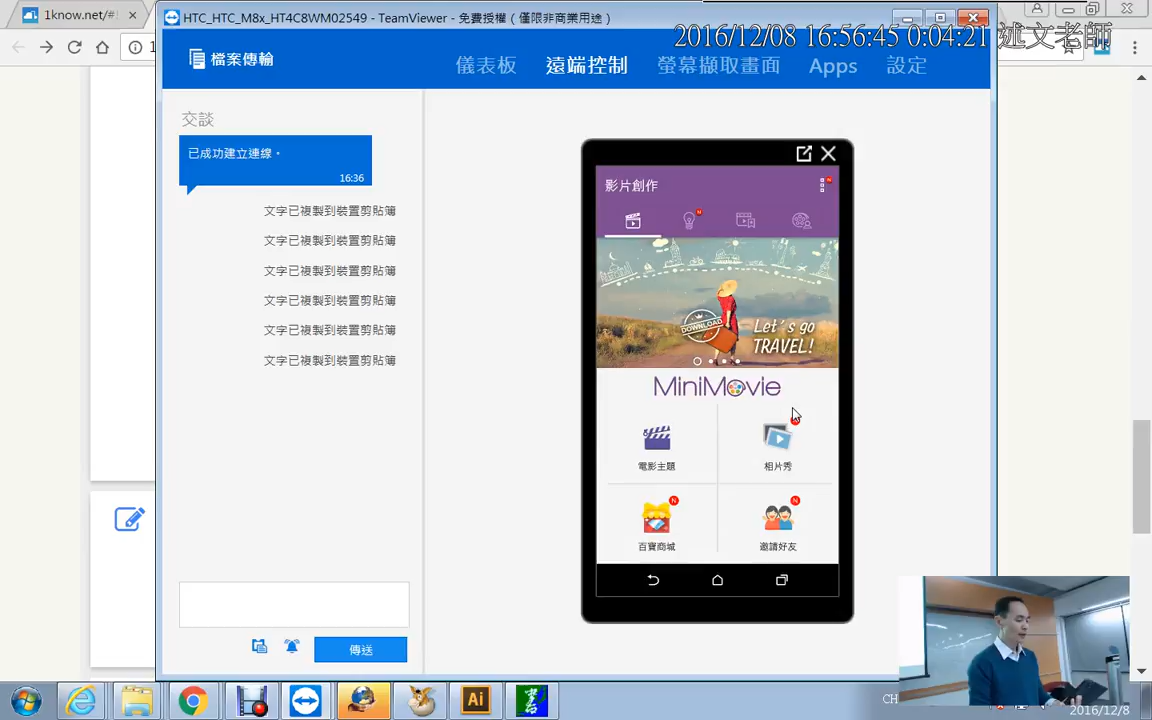 1know.net/#!
HTC_HTC_M8x_HT4C8WM02549 - TeamViewer - 免費授權 ( 僅限非商業用途 )
2016/12/08 16:56:45 0:04:21 述文老師
檔案傳輸
儀表板 遠端控制 螢幕擷取畫面 Apps 設定
交談
已成功建立連線。
16:36
文字已複製到裝置剪貼簿
文字已複製到裝置剪貼簿
文字已複製到裝置剪貼簿
文字已複製到裝置剪貼簿
文字已複製到裝置剪貼簿
文字已複製到裝置剪貼簿
影片創作
N
N
DOWNLOAD
Let's go
TRAVEL!
MiniMovie
電影主題
相片秀
N
N
百寶商城
邀請好友
傳送
Ai
CH
2016/12/8